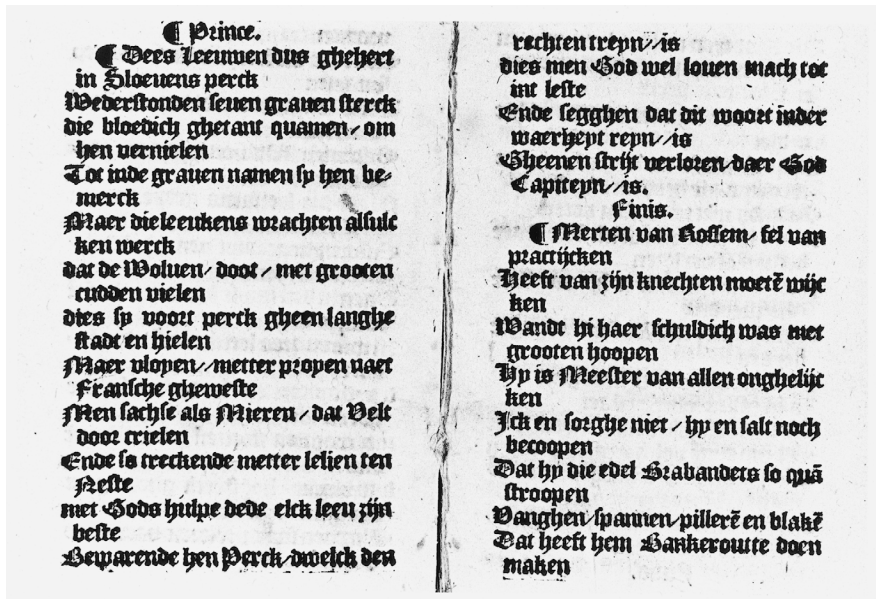 ¶ Prince.
¶ Dees Leeuwen dus ghehert
in Sloevens perck
Wederstonden seuen grauen sterck
die bloedich ghetant quamen/ om
hen vernielen
Tot inde grauen namen sy hen be-
merck
Maer die leeukens wrachten alsulc
ken werck
dat de Woluen/ doot/ met grooten
cudden vielen
dies sy voort perck gheen langhe
stadt en hielen
Maer vlopen/ metter propen naet
Fransche gheweste
Men sachse als Mieren/ dat Velt
door crielen
Ende so treckende metter lelien ten
Neste
met Gods hulpe dede elck leeu zijn
beste
Bewarende hen Perck/ dwelck den
rechten treyn//is
dies men God wel louen mach tot
int leste
Ende segghen dat dit woort inder
waerheyt reyn//is
Gheenen strijt verloren/ daer God
Capiteyn//is.
Finis.
¶ Merten van Rossem/ fel van
practijcken
Heeft van zijn knechten moetē wijc
ken
Wandt hi haer schuldich was met
grooten hoopen
Hy is Meester van allen onghelijc
ken
Ick en sorghe niet/ hy en salt noch
becoopen
Dat hy die edel Brabanders so quā
stroopen
Vanghen/ spannen/ pillerē en blakē
Dat heeft hem Bankeroutte doen
maken